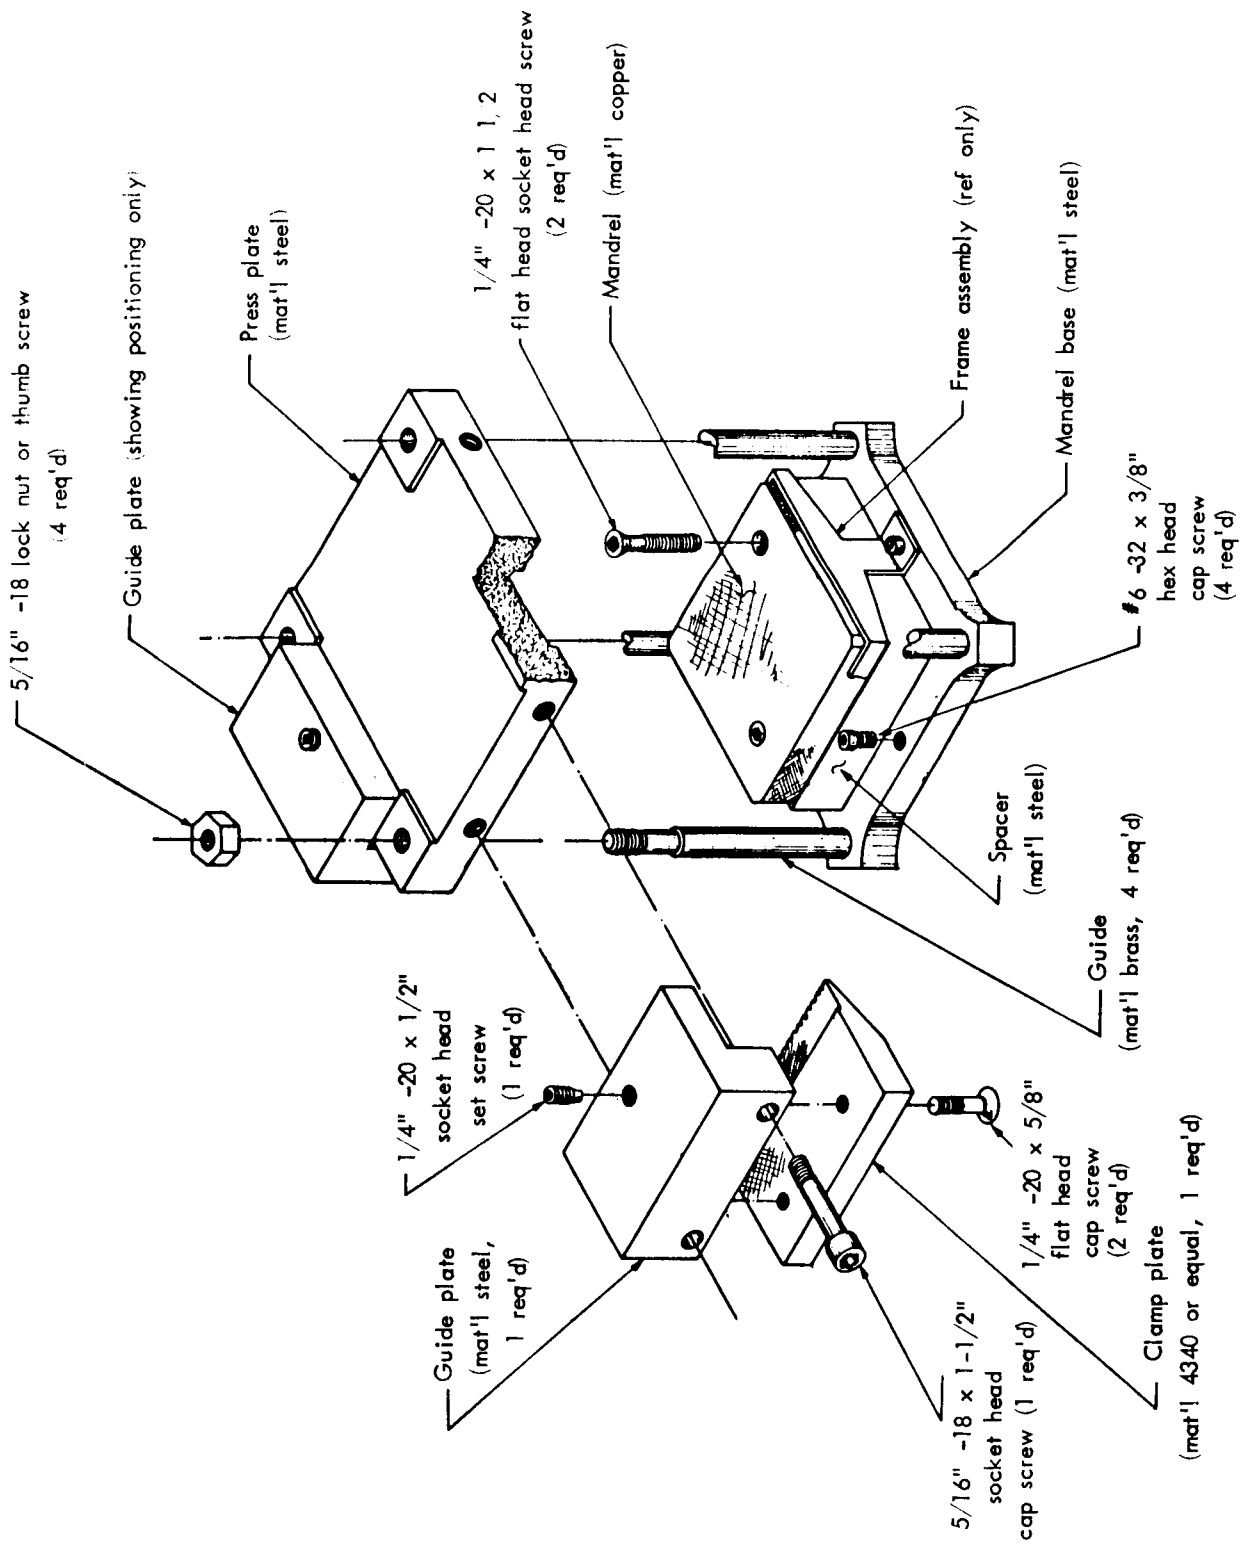 5/16" -18 lock nut or thumb screw
(4 req'd)
Guide plate (showing positioning only)
Press plate
(mat'l steel)
1/4" -20 x 1 1/2
flat head socket head screw
(2 req'd)
Mandrel (mat'l copper)
Frame assembly (ref only)
Mandrel base (mat'l steel)
#6 -32 x 3/8"
hex head
cap screw
(4 req'd)
Spacer
(mat'l steel)
Guide
(mat'l brass, 4 req'd)
1/4" -20 x 1/2"
socket head
set screw
(1 req'd)
Guide plate
(mat'l steel,
1 req'd)
1/4" -20 x 5/8"
flat head
cap screw
(2 req'd)
Clamp plate
(mat'l 4340 or equal, 1 req'd)
5/16" -18 x 1-1/2"
socket head
cap screw (1 req'd)